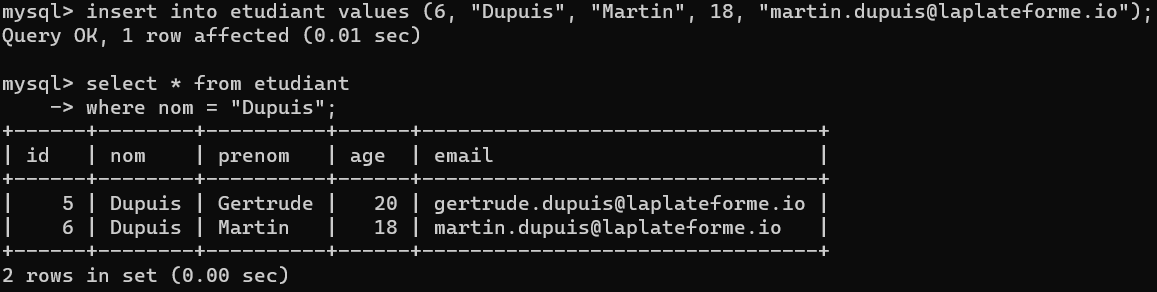 mysql> insert into etudiant values (6, "Dupuis", "Martin", 18, "martin.dupuis@laplateforme.io");
Query OK, 1 row affected (0.01 sec)

mysql> select * from etudiant
    -> where nom = "Dupuis";
+------+--------+----------+------+---------------------------------+
| id   | nom    | prenom   | age  | email                           |
+------+--------+----------+------+---------------------------------+
|    5 | Dupuis | Gertrude |   20 | gertrude.dupuis@laplateforme.io |
|    6 | Dupuis | Martin   |   18 | martin.dupuis@laplateforme.io   |
+------+--------+----------+------+---------------------------------+
2 rows in set (0.00 sec)